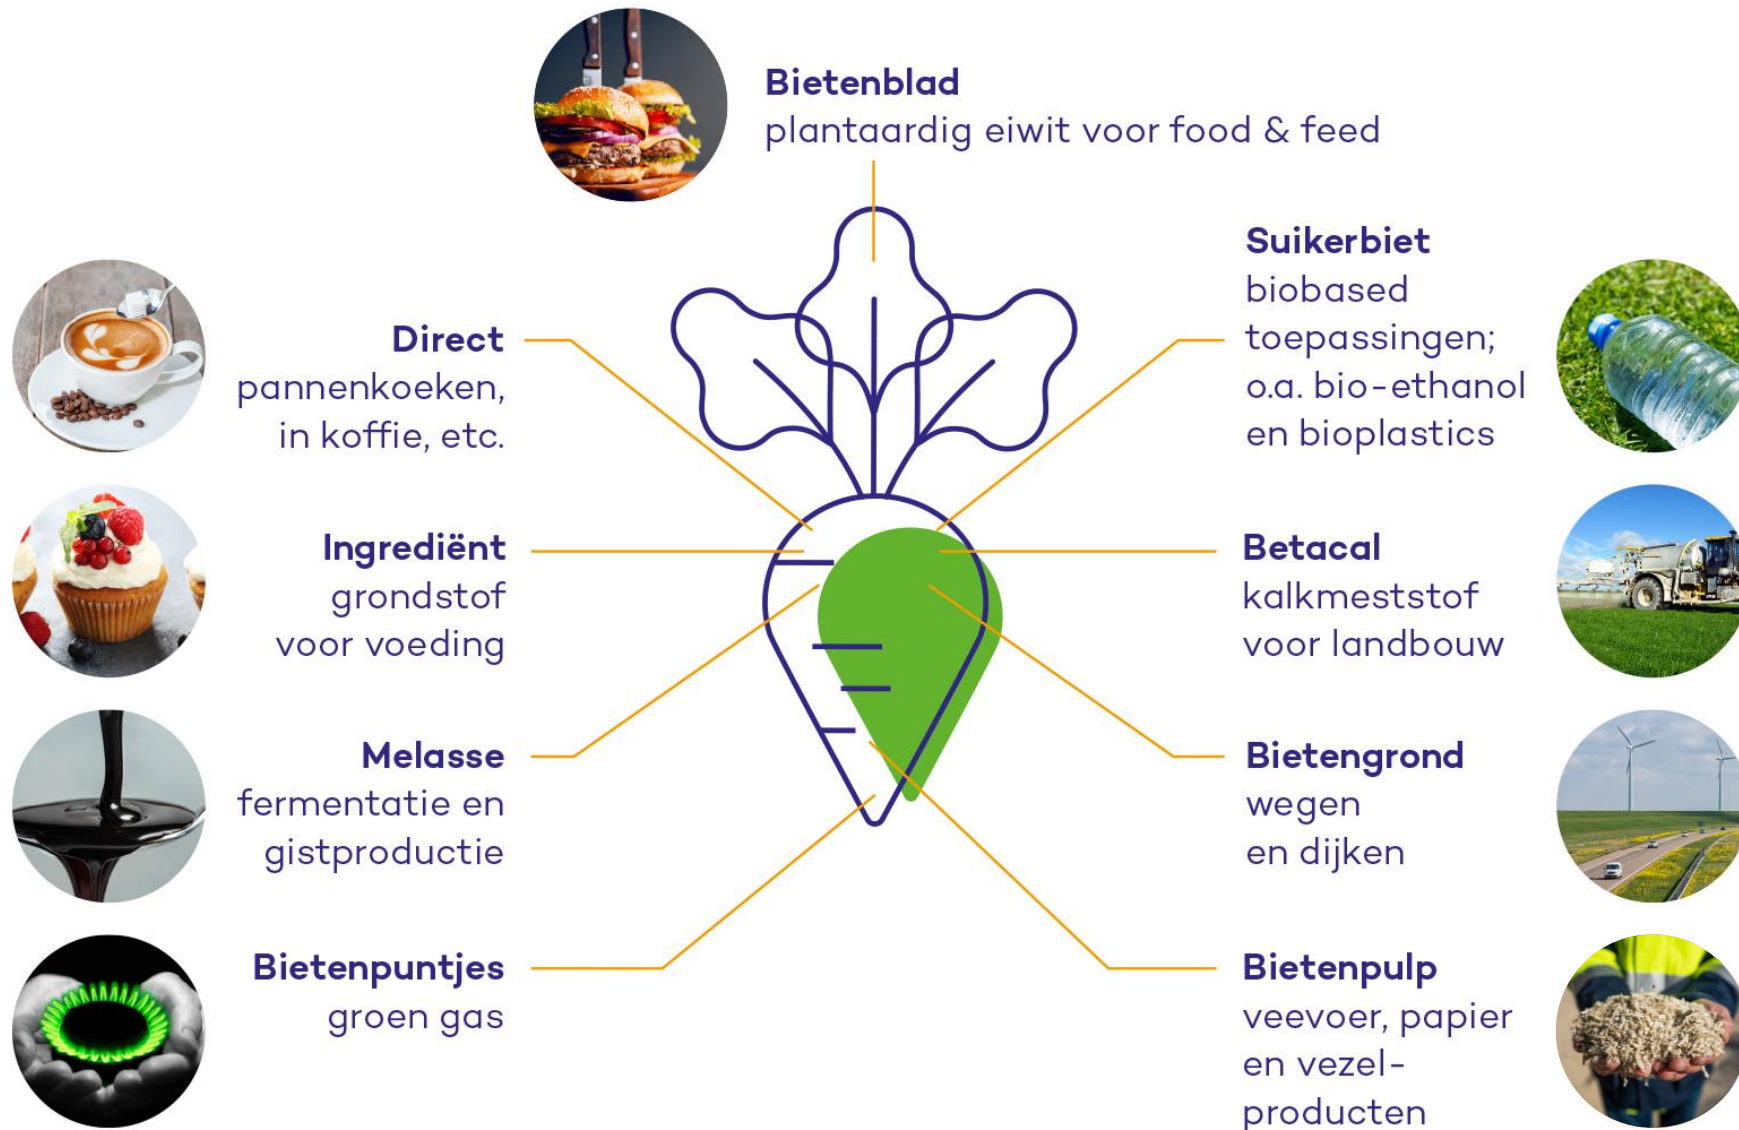 Bietenblad
plantaardig eiwit voor food & feed
Direct
pannenkoeken,
in koffie, etc.
Ingrediënt
grondstof
voor voeding
Melasse
fermentatie en
gistproductie
Bietenpuntjes
groen gas
Suikerbiet
biobased
toepassingen;
o.a. bio-ethanol
en bioplastics
Betacal
kalkmeststof
voor landbouw
Bietengrond
wegen
en dijken
Bietenpulp
veevoer, papier
en vezel-
producten